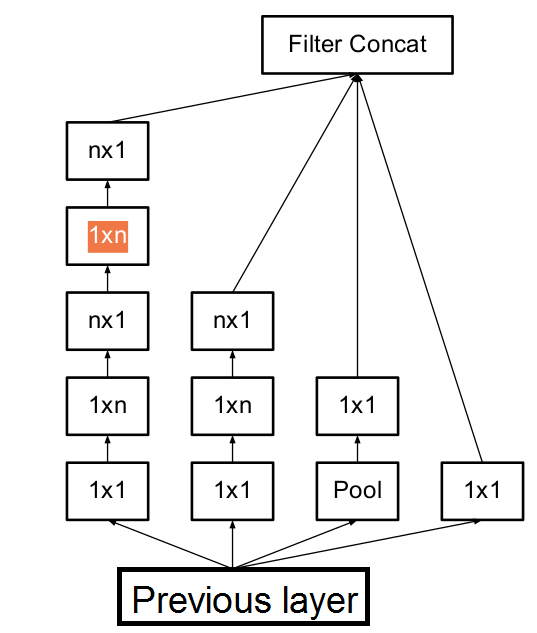 Filter Concat
nx1
1xn
nx1 nx1
1xn 1xn 1x1
1x1 1x1 Pool 1x1
Previous layer